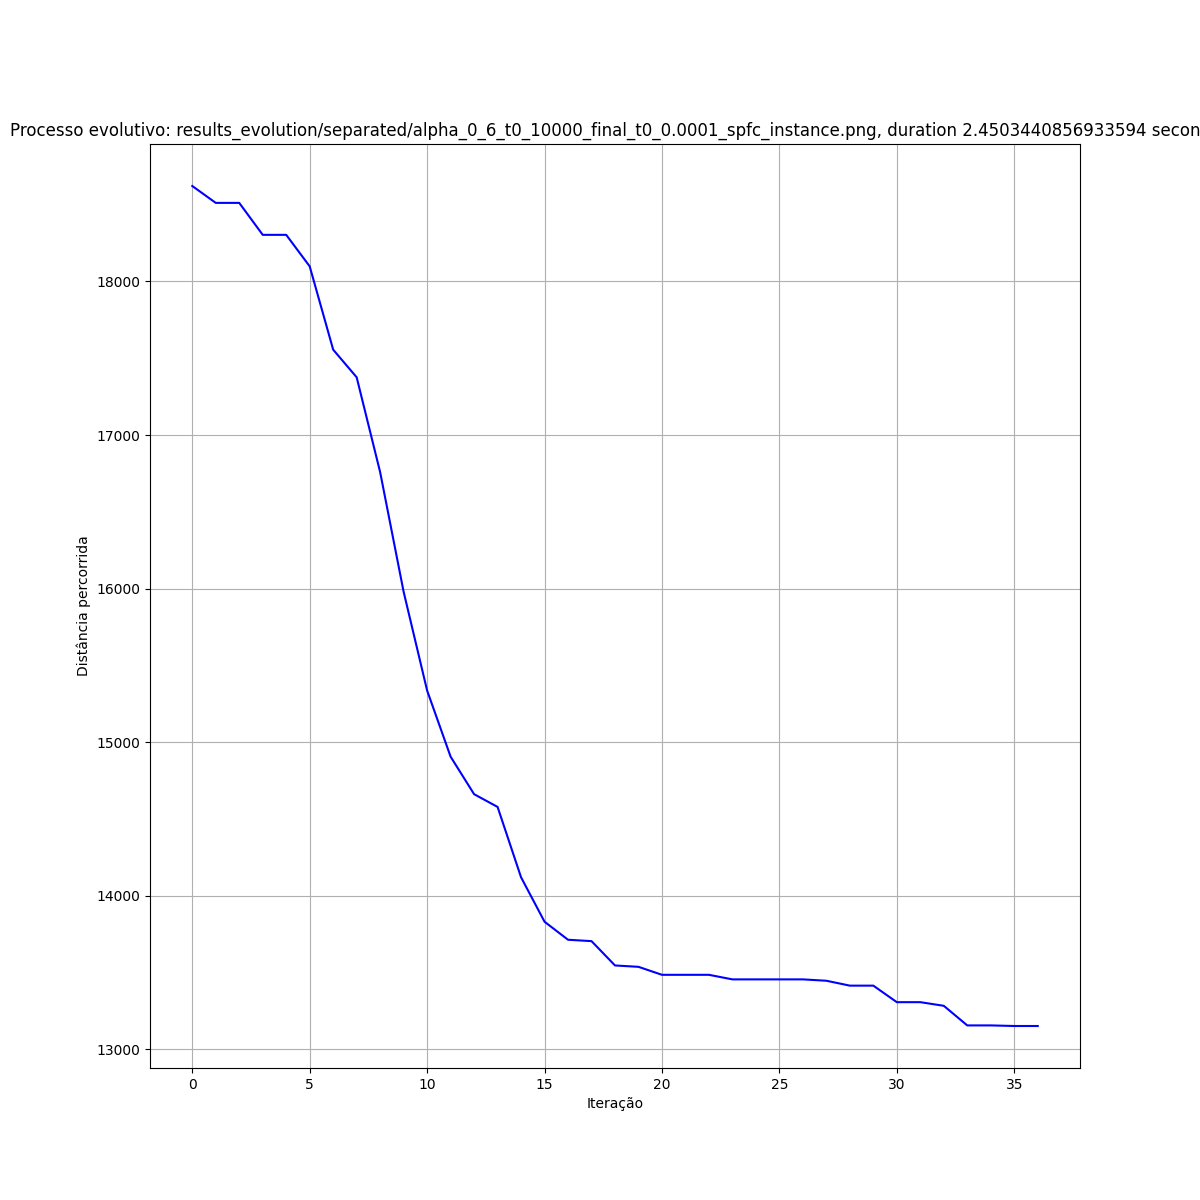 Processo evolutivo: results_evolution/separated/alpha_0_6_t0_10000_final_t0_0.0001_spfc_instance.png, duration 2.4503440856933594 secon
18000
17000
16000
15000
14000
13000
Distância percorrida
0 5 10 15 20 25 30 35
Iteração